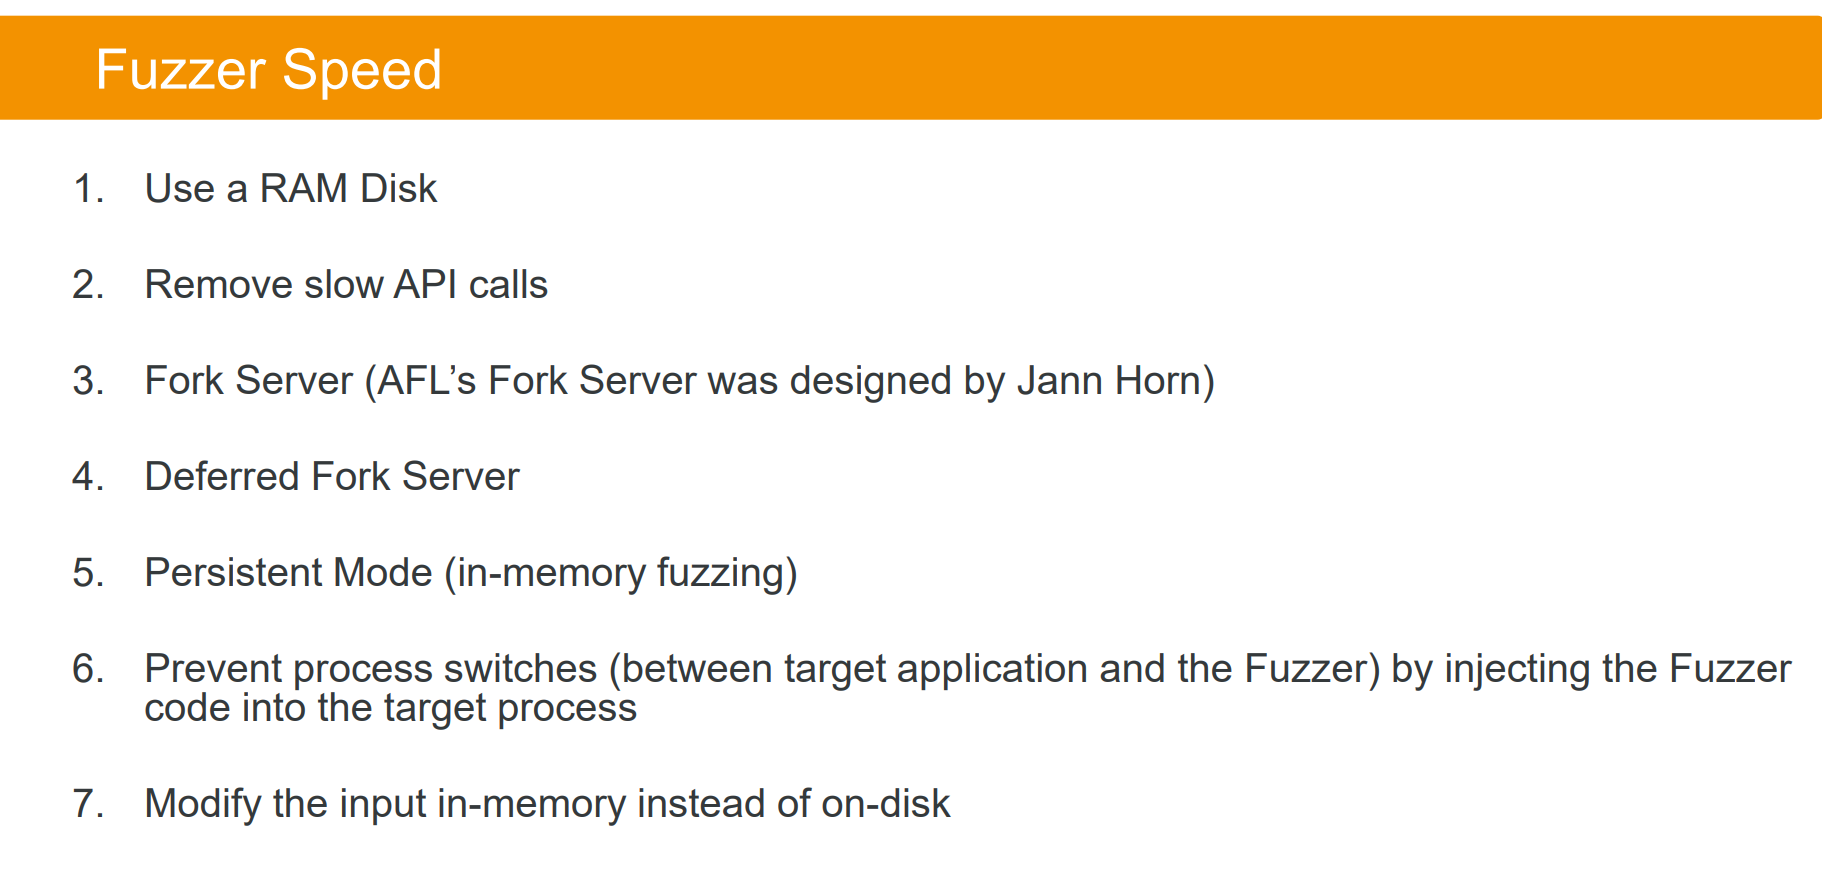 Fuzzer Speed
1. Use a RAM Disk
2. Remove slow API calls
3. Fork Server (AFL’s Fork Server was designed by Jann Horn)
4. Deferred Fork Server
5. Persistent Mode (in-memory fuzzing)
6. Prevent process switches (between target application and the Fuzzer) by injecting the Fuzzer
code into the target process
7. Modify the input in-memory instead of on-disk